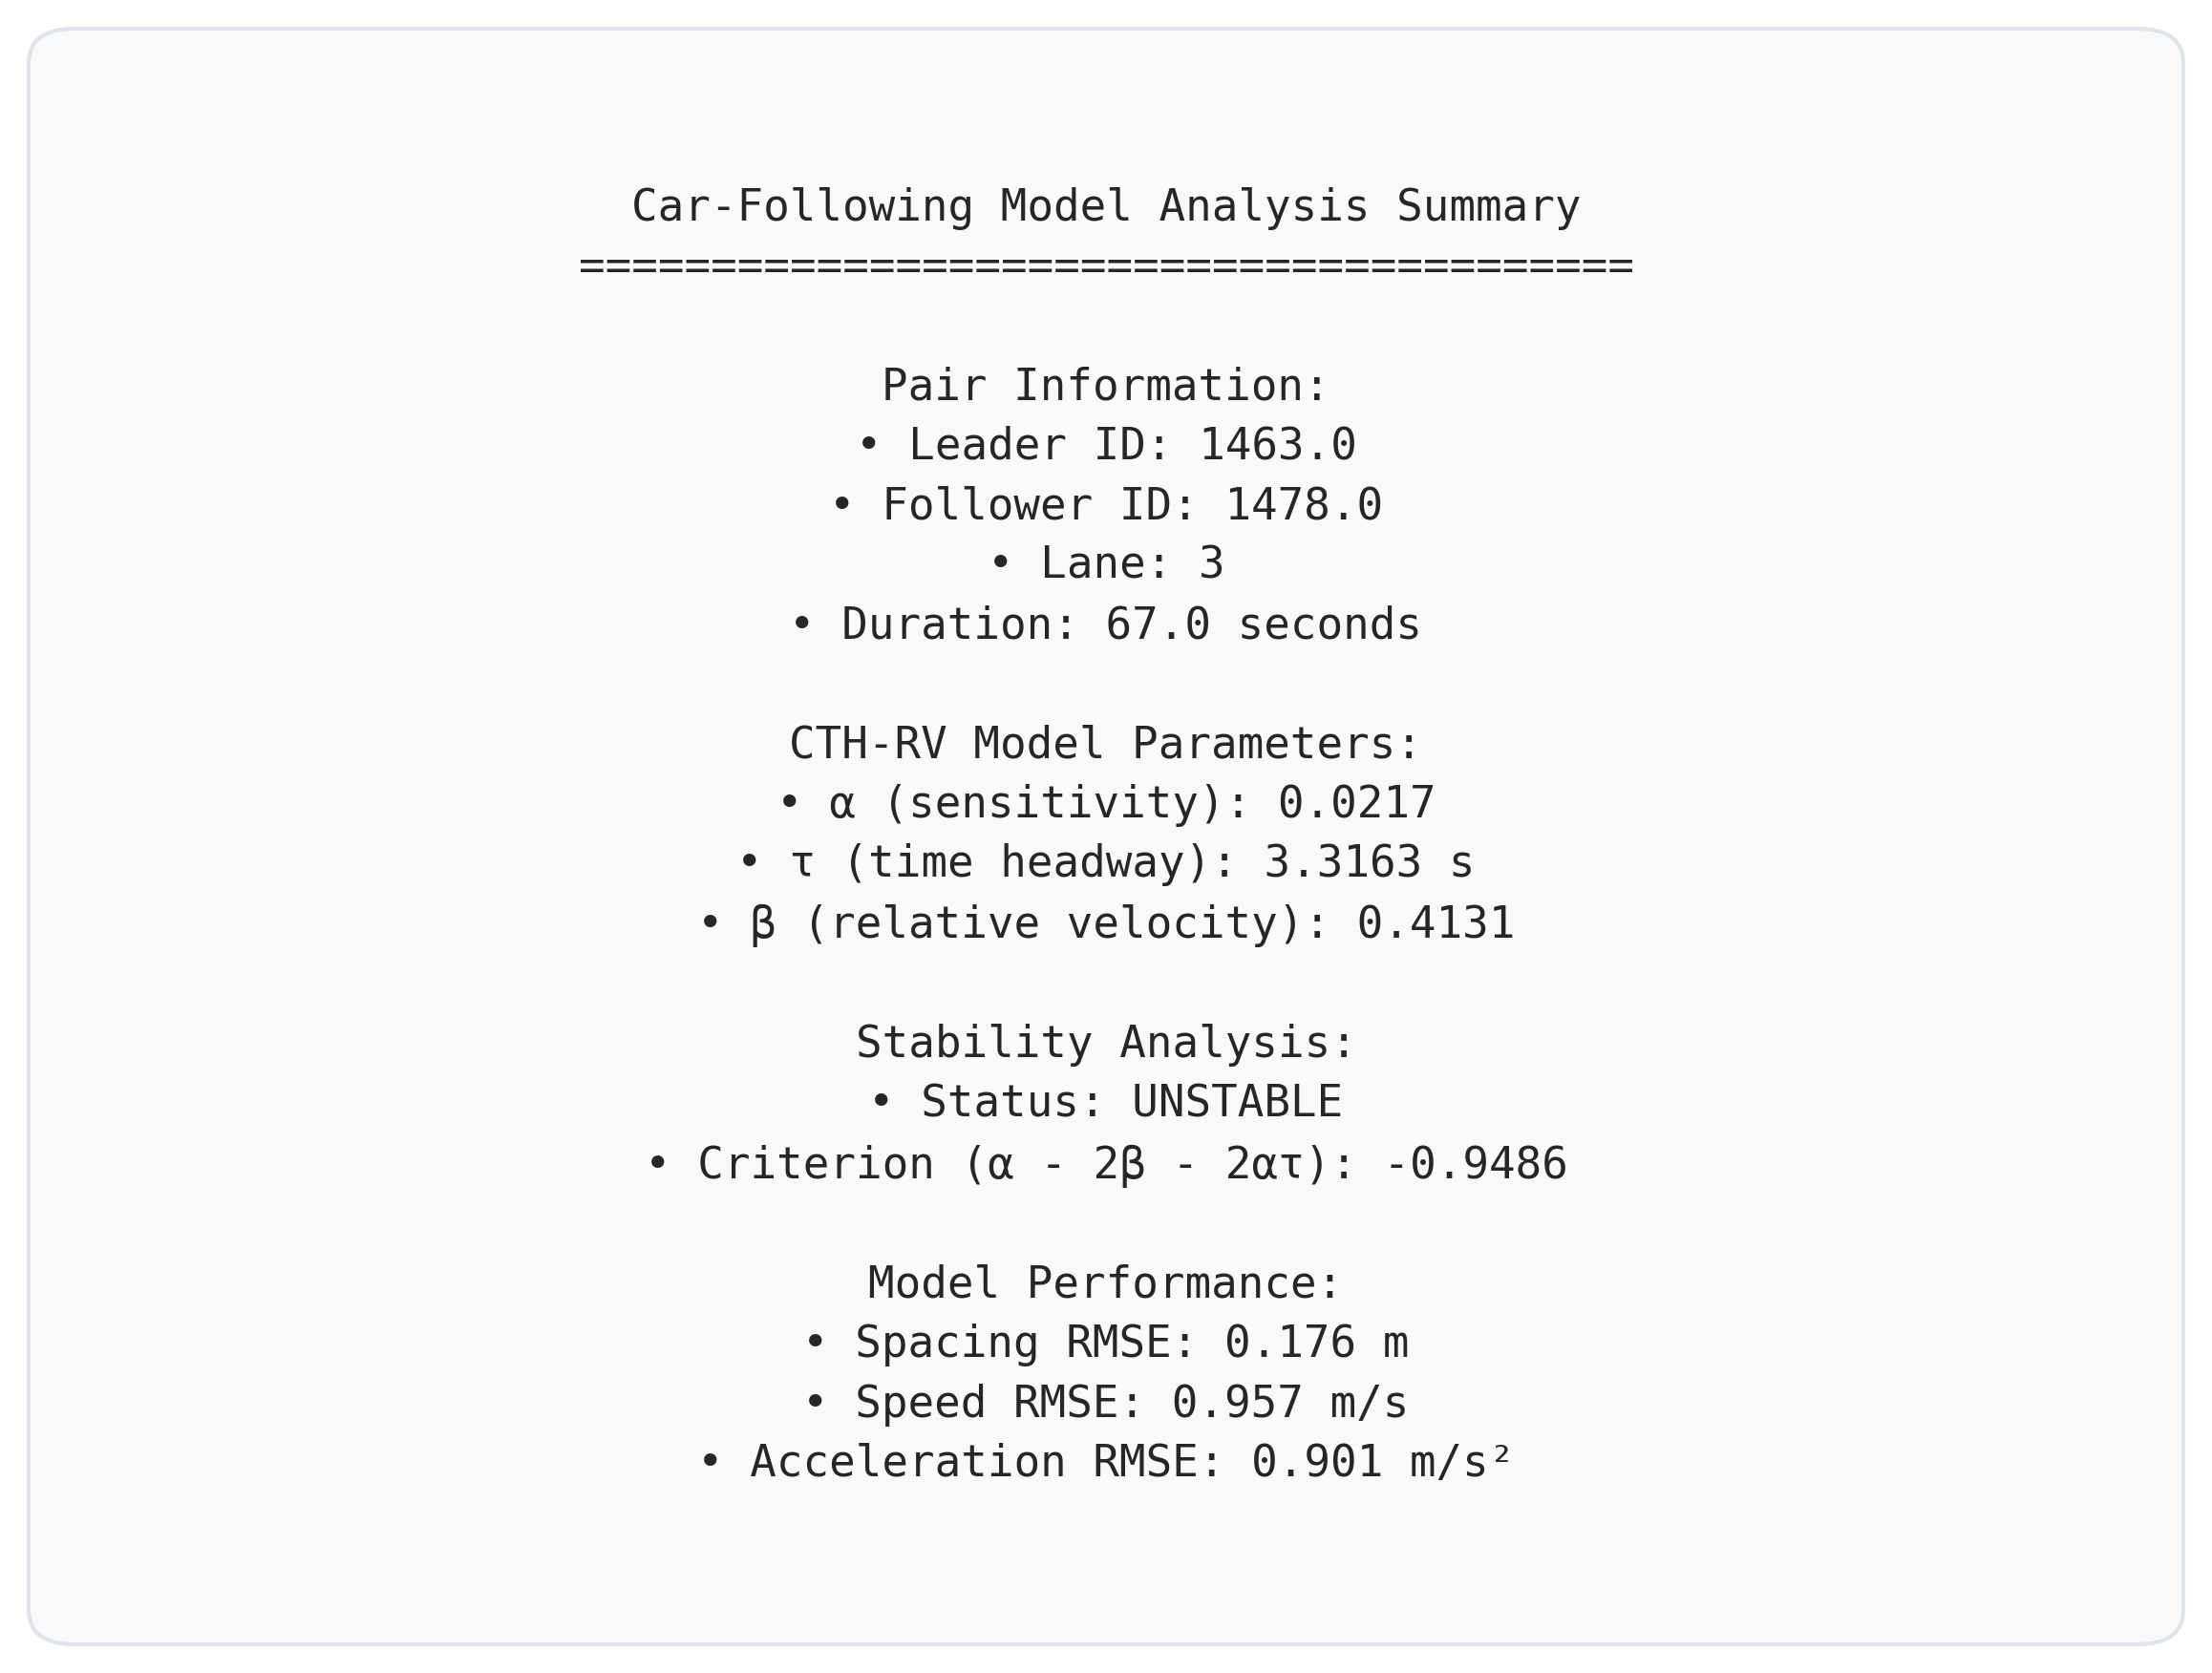 Car-Following Model Analysis Summary
========================================
Pair Information:
• Leader ID: 1463.0
• Follower ID: 1478.0
• Lane: 3
• Duration: 67.0 seconds
CTH-RV Model Parameters:
• α (sensitivity): 0.0217
• τ (time headway): 3.3163 s
• β (relative velocity): 0.4131
Stability Analysis:
• Status: UNSTABLE
• Criterion (α - 2β - 2ατ): -0.9486
Model Performance:
• Spacing RMSE: 0.176 m
• Speed RMSE: 0.957 m/s
• Acceleration RMSE: 0.901 m/s²